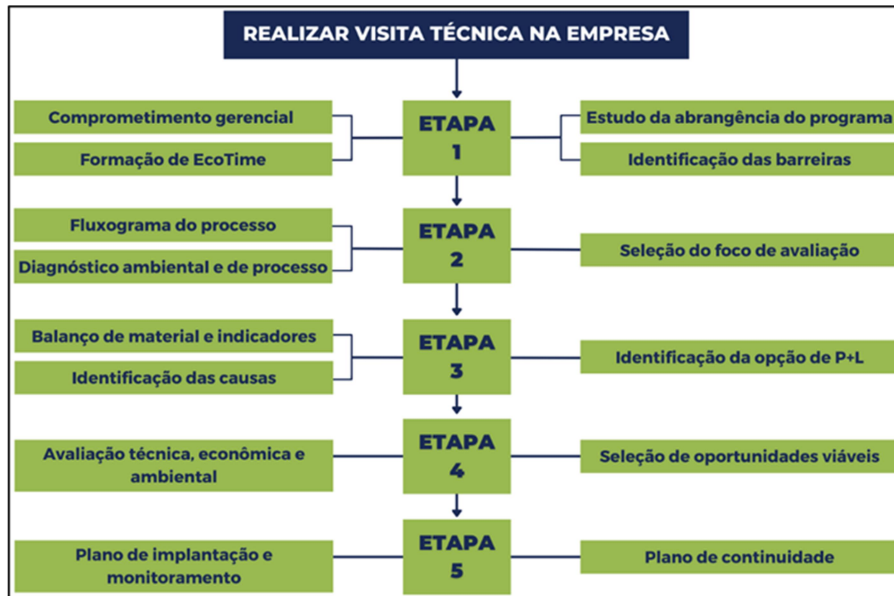 REALIZAR VISITA TÉCNICA NA EMPRESA
Comprometimento gerencial
Formação de EcoTime
ETAPA
1
Estudo da abrangência do programa
Identificação das barreiras
Fluxograma do processo
Diagnóstico ambiental e de processo
ETAPA
2
Seleção do foco de avaliação
Balanço de material e indicadores
Identificação das causas
ETAPA
3
Identificação da opção de P+L
Avaliação técnica, econômica e
ambiental
ETAPA
4
Seleção de oportunidades viáveis
Plano de implantação e
monitoramento
ETAPA
5
Plano de continuidade